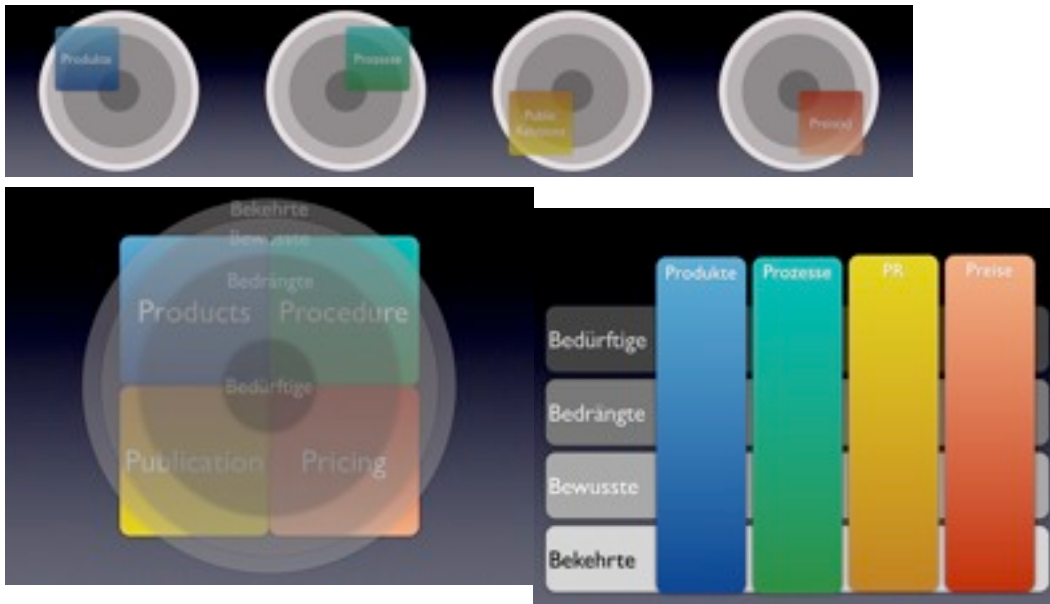 Produkte
Prozesse
Public
Relations
Preise(n)
Bekehrte
Bewusste
Bedrängte
Products Procedure
Bedürftige
Publication Pricing
Produkte Prozesse PR Preise
Bedürftige
Bedrängte
Bewusste
Bekehrte